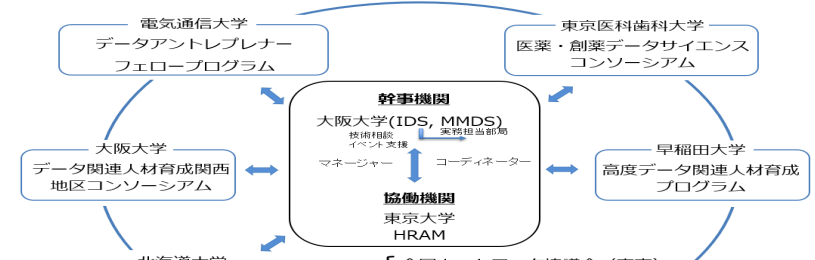 電気通信大学
データアントレプレナー
フェロープログラム
東京医科歯科大学
医薬・創薬データサイエンス
コンソーシアム
幹事機関
大阪大学(IDS, MMDS)
技術相談
イベント支援
実務担当部局
マネージャー
コーディネーター
協働機関
東京大学
HRAM
大阪大学
データ関連人材育成関西
地区コンソーシアム
早稲田大学
高度データ関連人材育成
プログラム
北海道大学